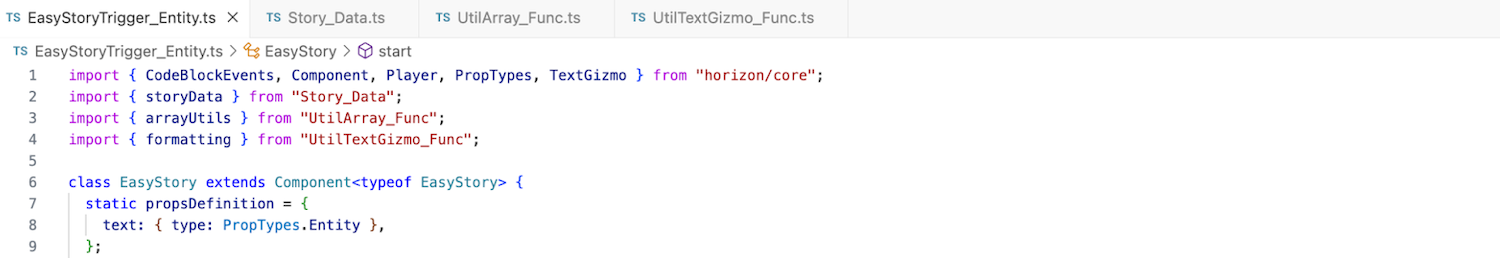 TS EasyStoryTrigger_Entity.ts × TS Story_Data.ts TS UtilArray_Func.ts TS UtilTextGizmo_Func.ts
TS EasyStoryTrigger_Entity.ts > EasyStory > start
1 import { CodeBlockEvents, Component, Player, PropTypes, TextGizmo } from "horizon/core";
2 import { storyData } from "Story_Data";
3 import { arrayUtils } from "UtilArray_Func";
4 import { formatting } from "UtilTextGizmo_Func";
5
6 class EasyStory extends Component<typeof EasyStory> {
7 static propsDefinition = {
8 text: { type: PropTypes.Entity },
9 };